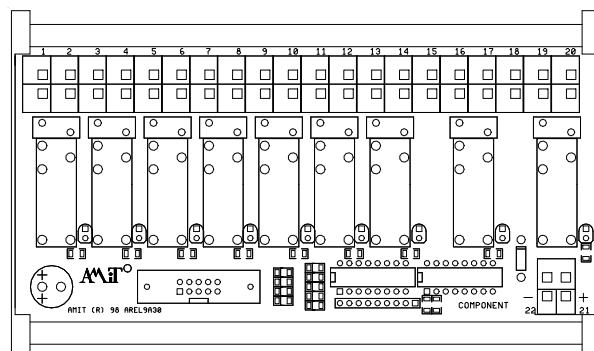 1 2 3 4 5 6 7 8 9 10 11 12 13 14 15 16 17 18 19 20
AMiT
COMPONENT
- +
AMIT (R) 98 AREL9A30
22 21